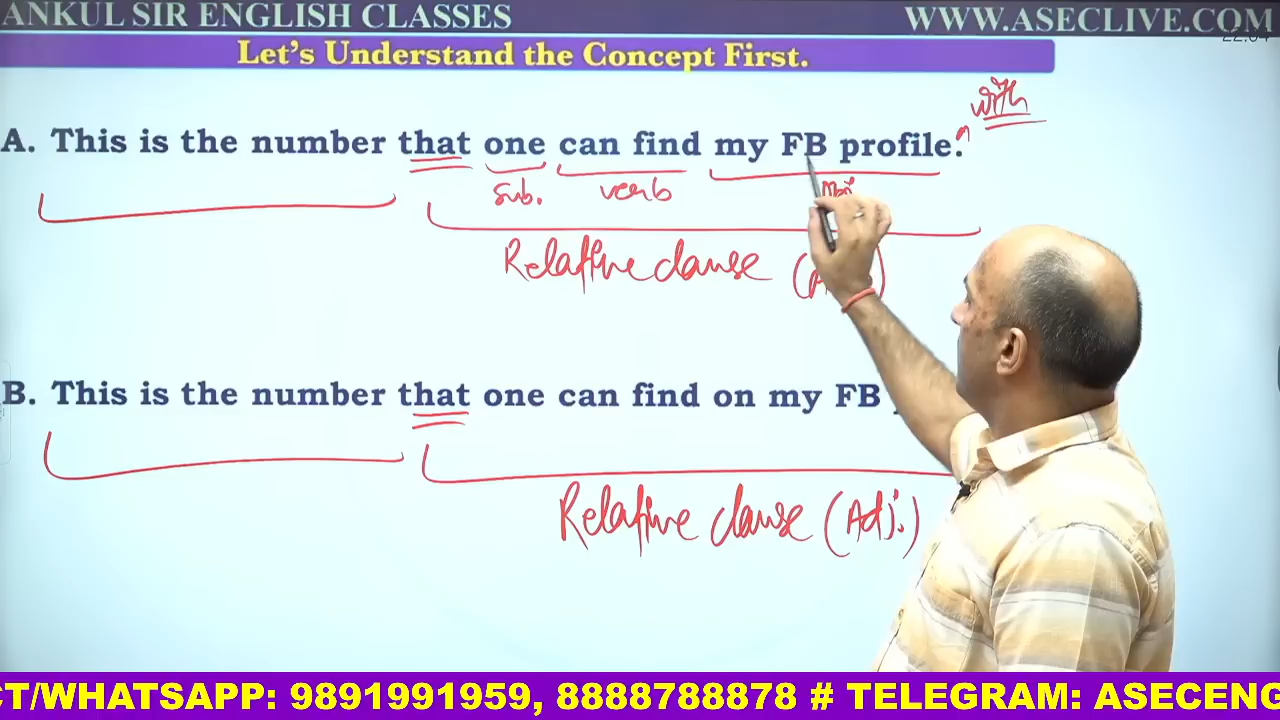 ANKUL SIR ENGLISH CLASSES
WWW.ASECLIVE.COM
Let's Understand the Concept First.
with
A. This is the number that one can find my FB profile.
sub. verb
Relative clause
B. This is the number that one can find on my FB
Relative clause (Adj.)
CT/WHATSAPP: 9891991959, 8888788878 # TELEGRAM: ASECENG